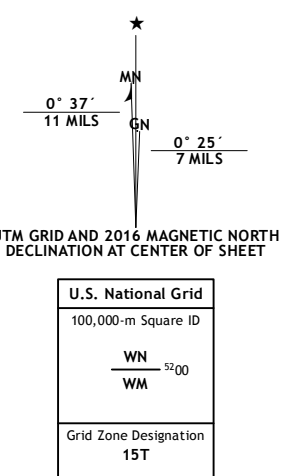 ★
MN
0° 37´
11 MILS
GN
0° 25´
7 MILS
UTM GRID AND 2016 MAGNETIC NORTH
DECLINATION AT CENTER OF SHEET
U.S. National Grid
100,000-m Square ID
WN
5200
WM
Grid Zone Designation
15T